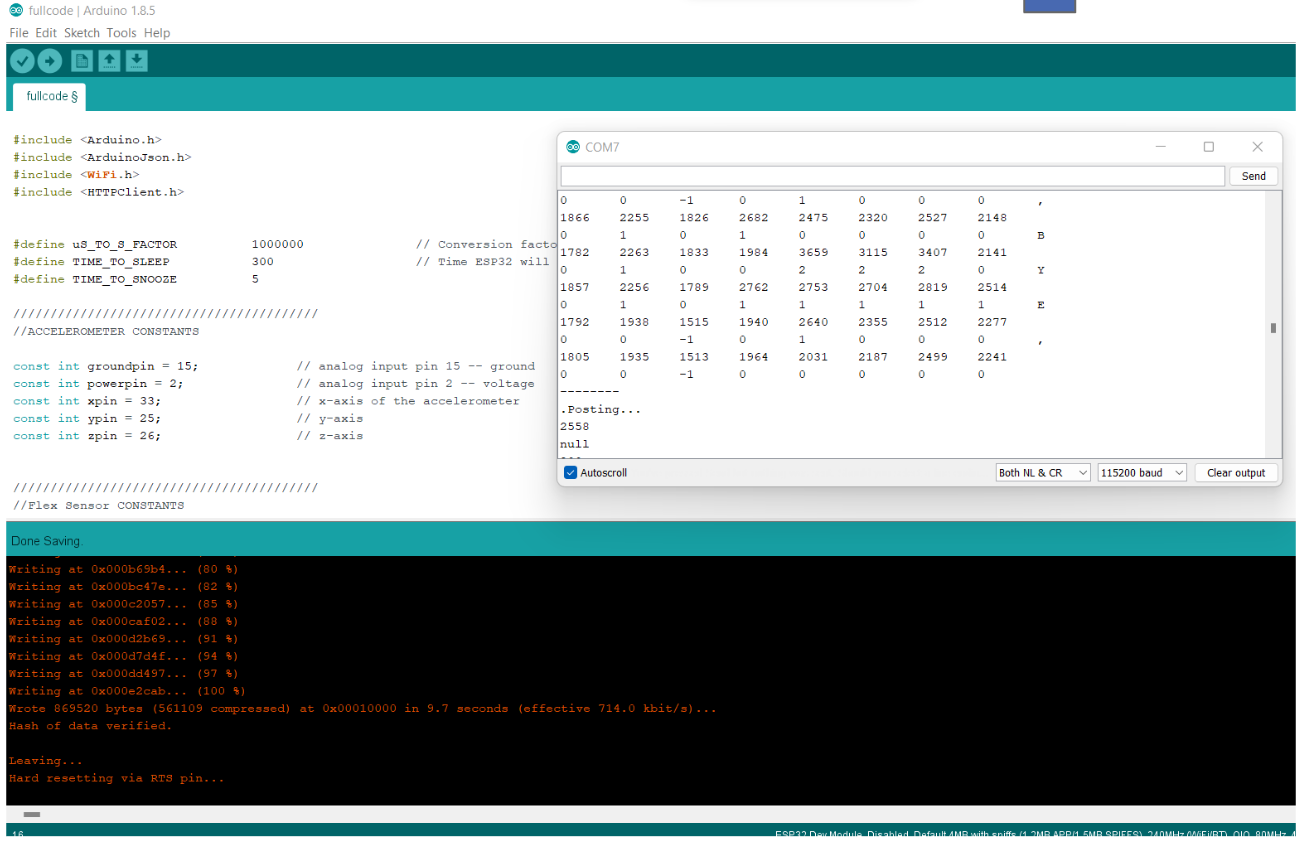 fullcode | Arduino 1.8.5
File Edit Sketch Tools Help
fullcode §
#include <Arduino.h>
#include <ArduinoJson.h>
#include <WiFi.h>
#include <HTTPClient.h>
#define uS_TO_S_FACTOR 1000000 // Conversion facto
#define TIME_TO_SLEEP 300 // Time ESP32 will
#define TIME_TO_SNOOZE 5
/////////////////////////////////////////
//ACCELEROMETER CONSTANTS
const int groundpin = 15; // analog input pin 15 -- ground
const int powerpin = 2; // analog input pin 2 -- voltage
const int xpin = 33; // x-axis of the accelerometer
const int ypin = 25; // y-axis
const int zpin = 26; // z-axis
/////////////////////////////////////////
//Flex Sensor CONSTANTS
COM7
Send
0 0 -1 0 1 0 0 0 ,
1866 2255 1826 2682 2475 2320 2527 2148
0 1 0 1 0 0 0 0 B
1782 2263 1833 1984 3659 3115 3407 2141
0 1 0 0 2 2 2 0 Y
1857 2256 1789 2762 2753 2704 2819 2514
0 1 0 1 1 1 1 1 E
1792 1938 1515 1940 2640 2355 2512 2277
0 0 -1 0 1 0 0 0 ,
1805 1935 1513 1964 2031 2187 2499 2241
0 0 -1 0 0 0 0 0
--------
.Posting...
2558
null
Autoscroll
Both NL & CR
115200 baud
Clear output
Done Saving.
Writing at 0x000b69b4... (80 %)
Writing at 0x000bc47e... (82 %)
Writing at 0x000c2057... (85 %)
Writing at 0x000caf02... (88 %)
Writing at 0x000d2b69... (91 %)
Writing at 0x000d7d4f... (94 %)
Writing at 0x000dd497... (97 %)
Writing at 0x000e2cab... (100 %)
Wrote 869520 bytes (561109 compressed) at 0x00010000 in 9.7 seconds (effective 714.0 kbit/s)...
Hash of data verified.
Leaving...
Hard resetting via RTS pin...
16
ESP32 Dev Module, Disabled, Default 4MB with spiffs (1.2MB APP/1.5MB SPIFFS), 240MHz (WiFi/BT), QIO, 80MHz, 4